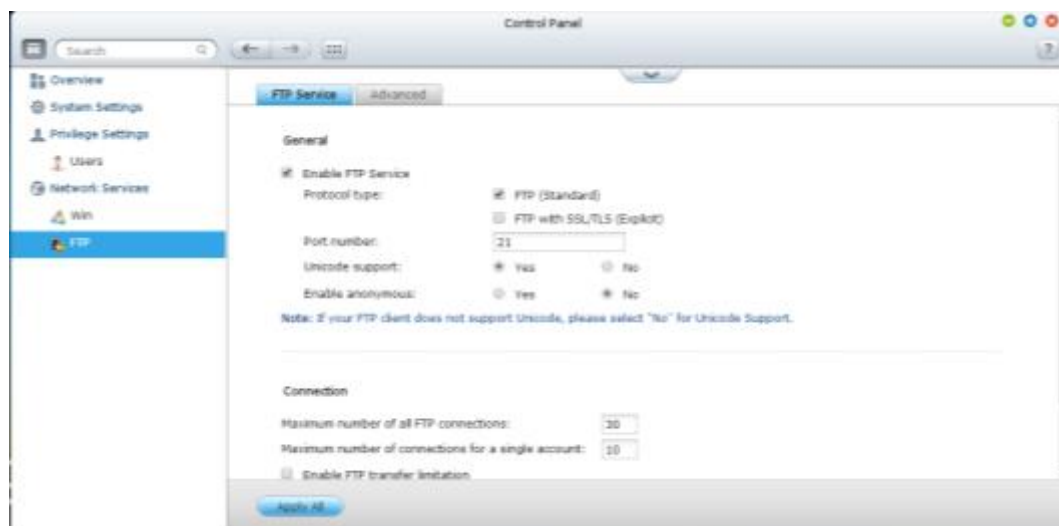 Control Panel
Search
?
Overview
System Settings
Privilege Settings
Users
Network Services
Win
FTP
FTP Service
Advanced
General
Enable FTP Service
Protocol type:
FTP (Standard)
FTP with SSL/TLS (Explicit)
Port number:
21
Unicode support:
Yes
No
Enable anonymous:
Yes
No
Note: If your FTP client does not support Unicode, please select "No" for Unicode Support.
Connection
Maximum number of all FTP connections:
30
Maximum number of connections for a single account:
10
Enable FTP transfer limitation
Apply All